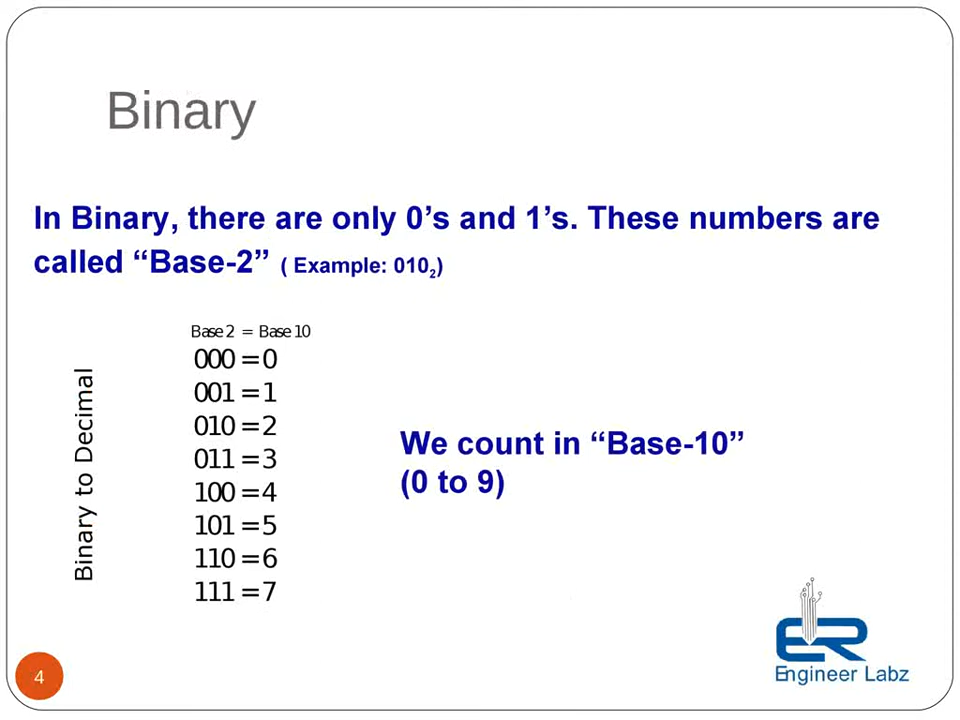 Binary
In Binary, there are only 0’s and 1’s. These numbers are
called “Base-2” ( Example: 010₂)
Binary to Decimal
Base 2 = Base 10
000 = 0
001 = 1
010 = 2
011 = 3
100 = 4
101 = 5
110 = 6
111 = 7
We count in “Base-10”
(0 to 9)
ER
Engineer Labz
4